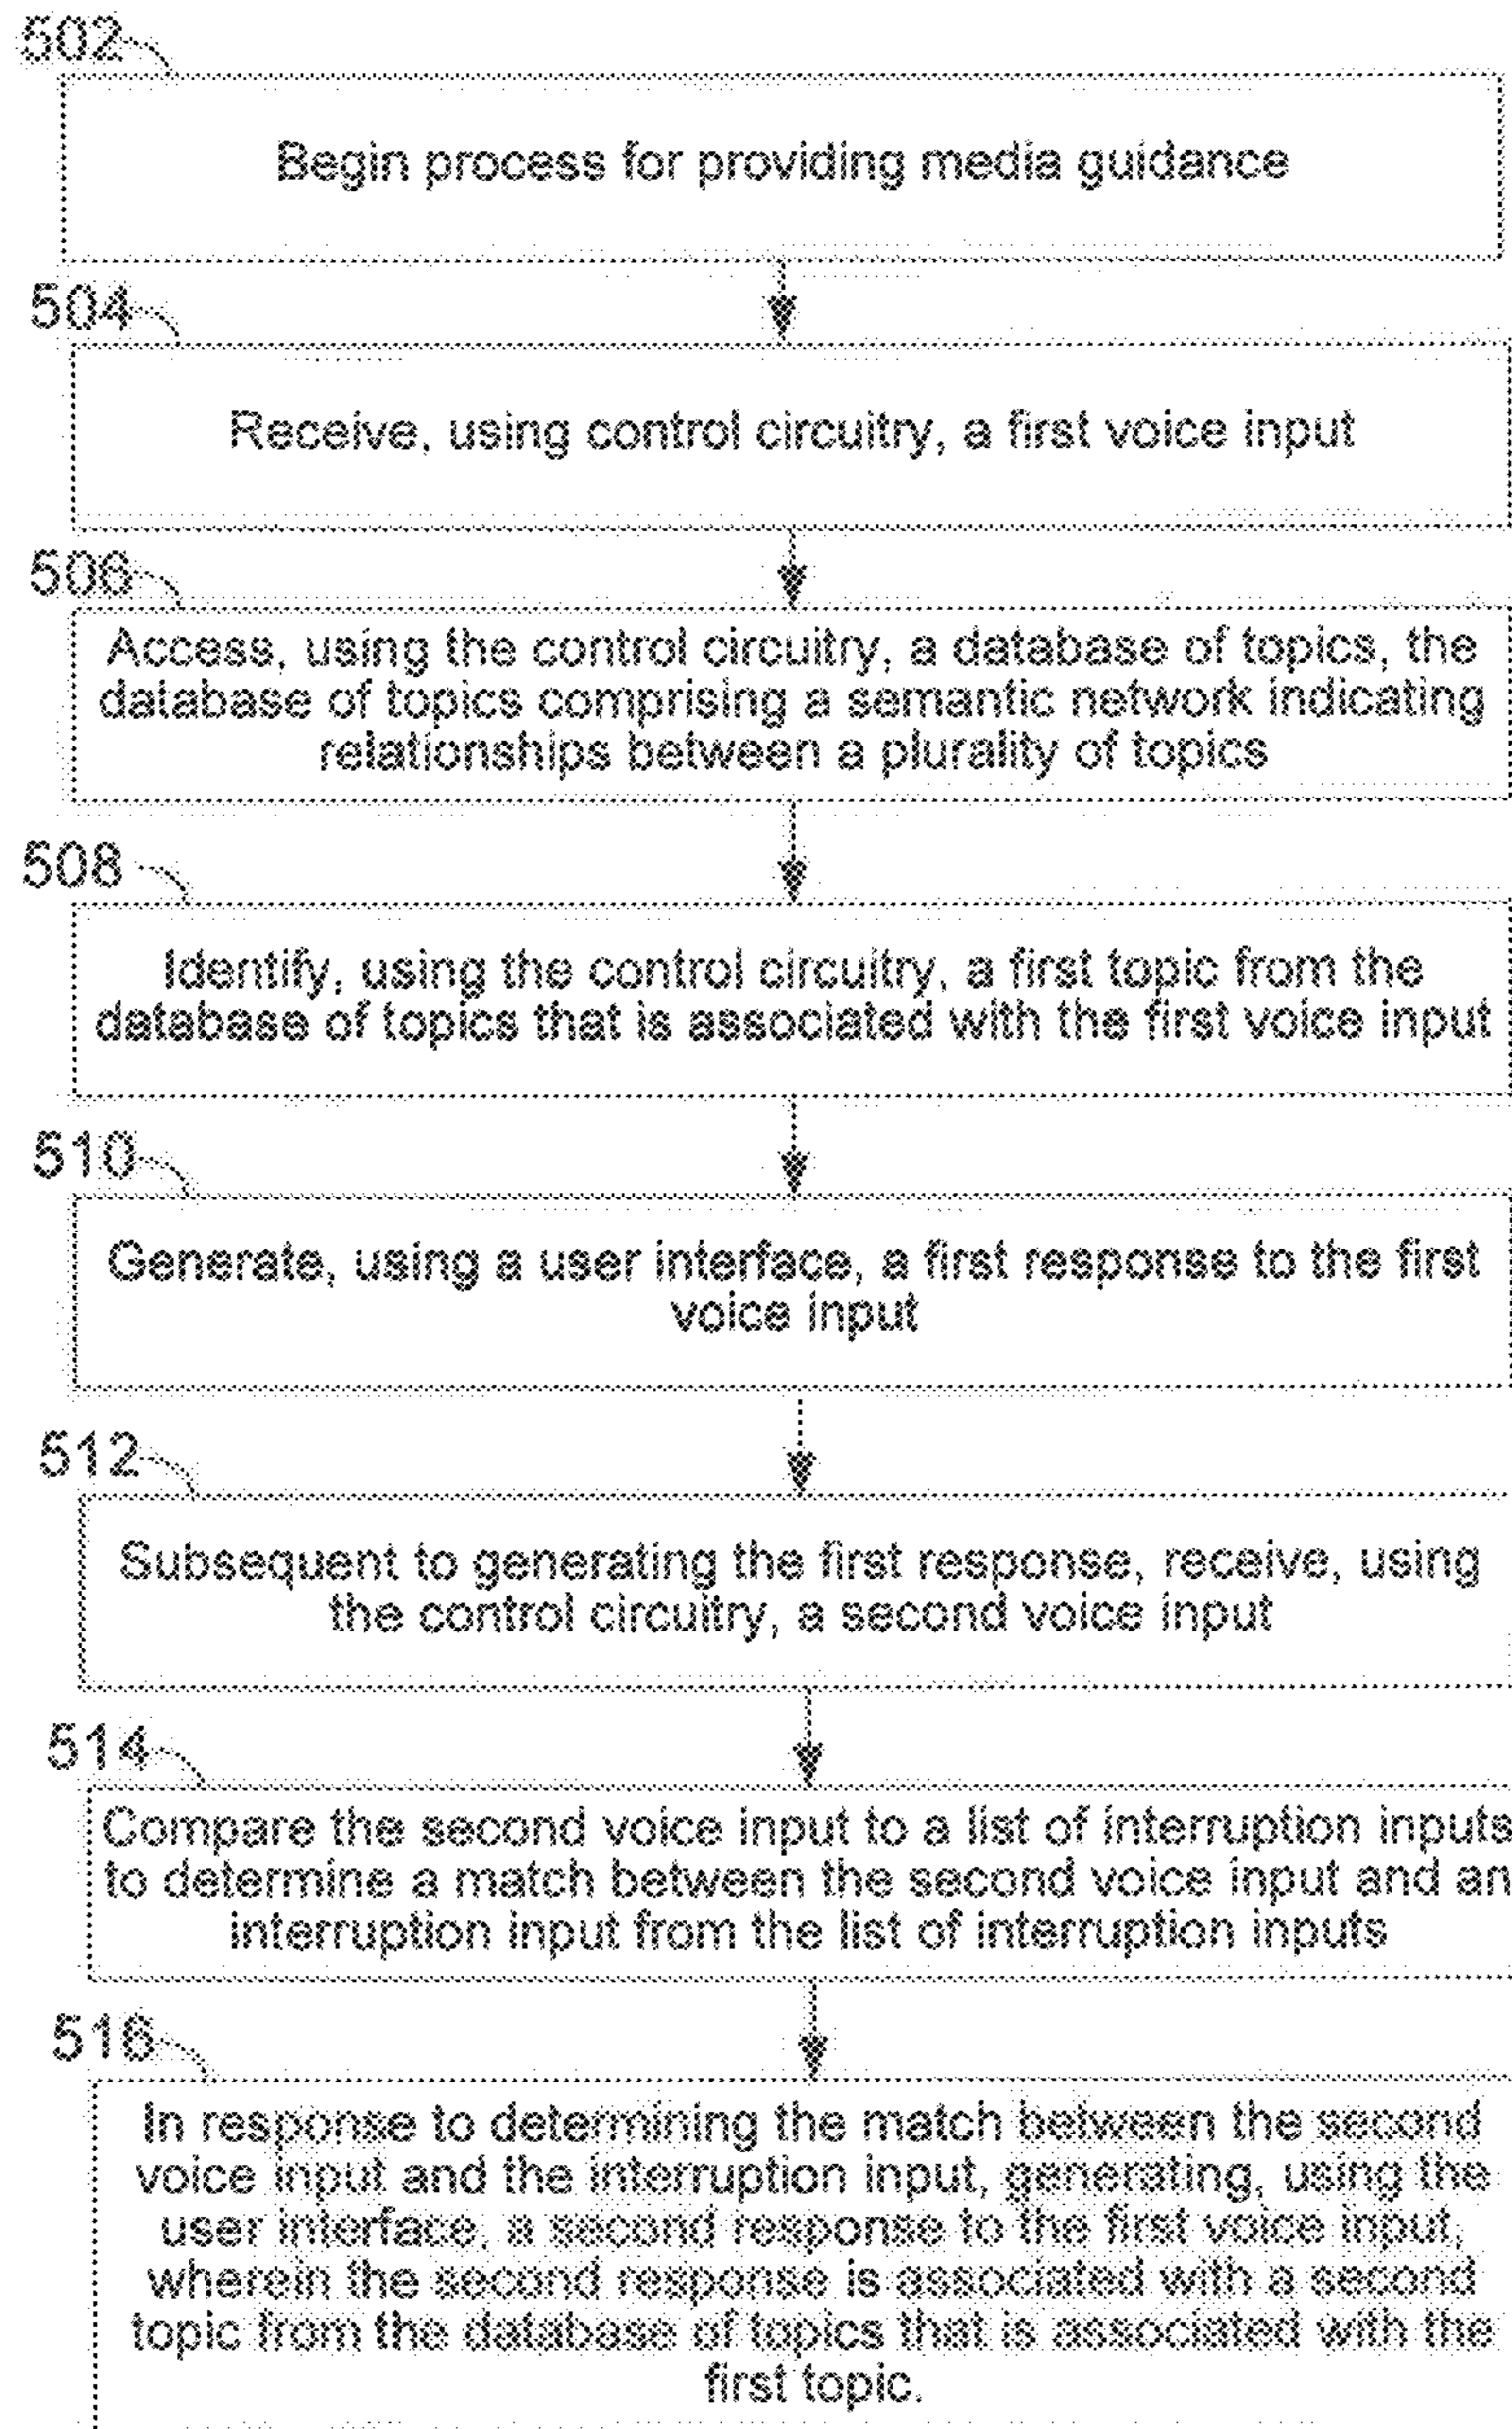 502
Begin process for providing media guidance
504
Receive, using control circuitry, a first voice input
506
Access, using the control circuitry, a database of topics, the
database of topics comprising a semantic network indicating
relationships between a plurality of topics
508
Identify, using the control circuitry, a first topic from the
database of topics that is associated with the first voice input
510
Generate, using a user interface, a first response to the first
voice input
512
Subsequent to generating the first response, receive, using
the control circuitry, a second voice input
514
Compare the second voice input to a list of interruption inputs
to determine a match between the second voice input and an
interruption input from the list of interruption inputs
516
In response to determining the match between the second
voice input and the interruption input, generating, using the
user interface, a second response to the first voice input,
wherein the second response is associated with a second
topic from the database of topics that is associated with the
first topic.